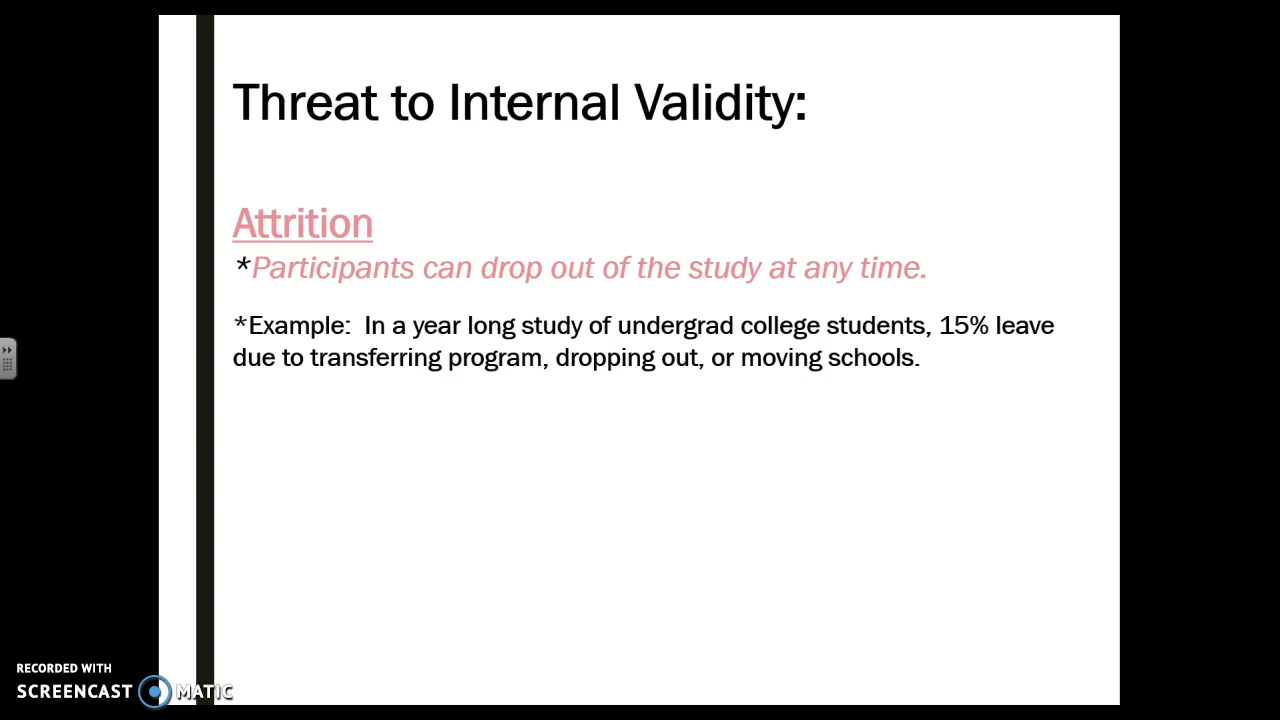 Threat to Internal Validity:
Attrition
*Participants can drop out of the study at any time.
*Example:  In a year long study of undergrad college students, 15% leave
due to transferring program, dropping out, or moving schools.
RECORDED WITH
SCREENCAST MATIC